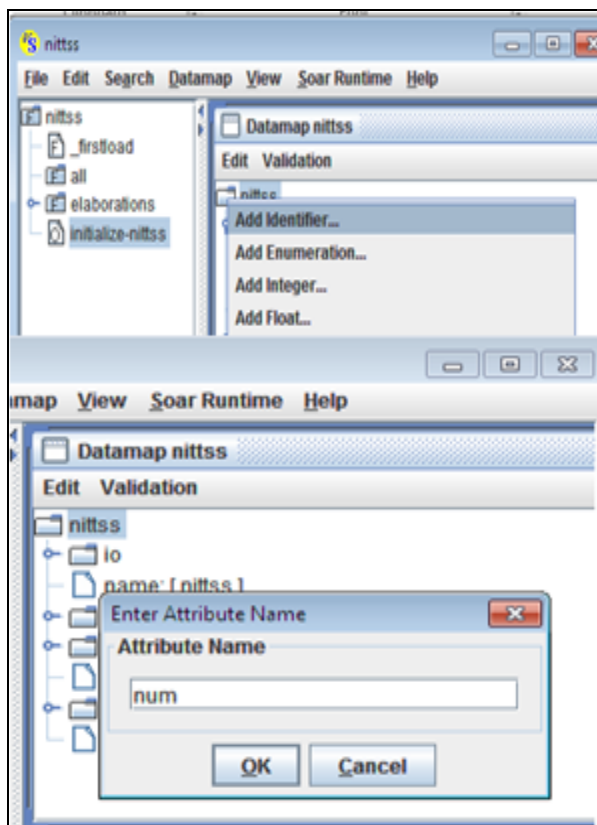 nittss
File Edit Search Datamap View Soar Runtime Help
nittss
_firstload
all
elaborations
initialize-nittss
Datamap nittss
Edit Validation
nittss
Add Identifier...
Add Enumeration...
Add Integer...
Add Float...
map View Soar Runtime Help
Datamap nittss
Edit Validation
nittss
io
name: [ nittss ]
Enter Attribute Name
Attribute Name
num
OK Cancel